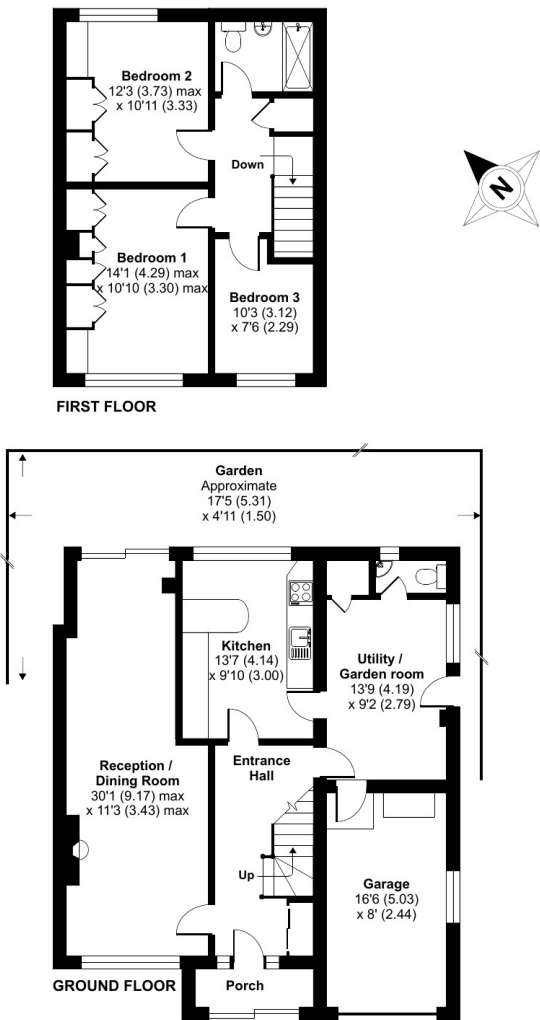 Bedroom 2
12'3 (3.73) max
x 10'11 (3.33)
Down
N
Bedroom 1
14'1 (4.29) max
x 10'10 (3.30) max
Bedroom 3
10'3 (3.12)
x 7'6 (2.29)
FIRST FLOOR
Garden
Approximate
17'5 (5.31)
x 4'11 (1.50)
Kitchen
13'7 (4.14)
x 9'10 (3.00)
Utility /
Garden room
13'9 (4.19)
x 9'2 (2.79)
Reception /
Dining Room
30'1 (9.17) max
x 11'3 (3.43) max
Entrance
Hall
Up
Garage
16'6 (5.03)
x 8' (2.44)
GROUND FLOOR
Porch